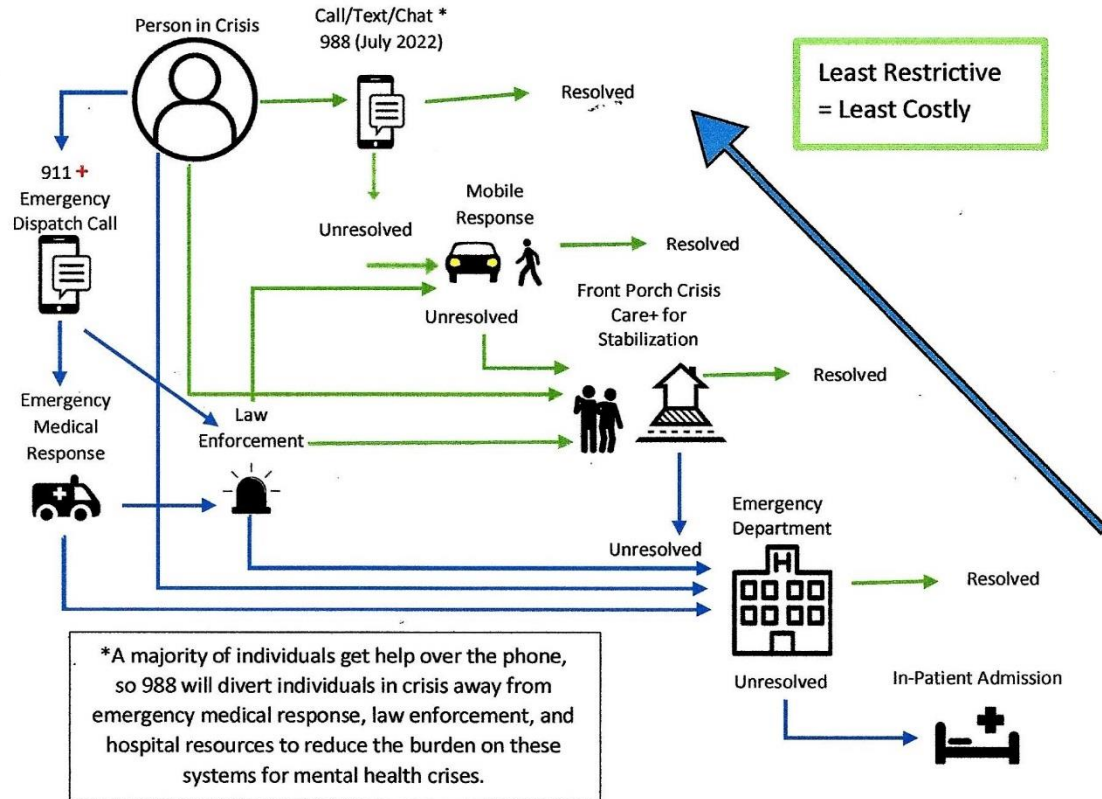 Person in Crisis
Call/Text/Chat *
988 (July 2022)
Resolved
Least Restrictive
= Least Costly
911 +
Emergency
Dispatch Call
Unresolved
Mobile
Response
Resolved
Unresolved
Front Porch Crisis
Care+ for
Stabilization
Resolved
Emergency
Medical
Response
Law
Enforcement
Unresolved
Emergency
Department
H
Resolved
Unresolved
In-Patient Admission
*A majority of individuals get help over the phone,
so 988 will divert individuals in crisis away from
emergency medical response, law enforcement, and
hospital resources to reduce the burden on these
systems for mental health crises.